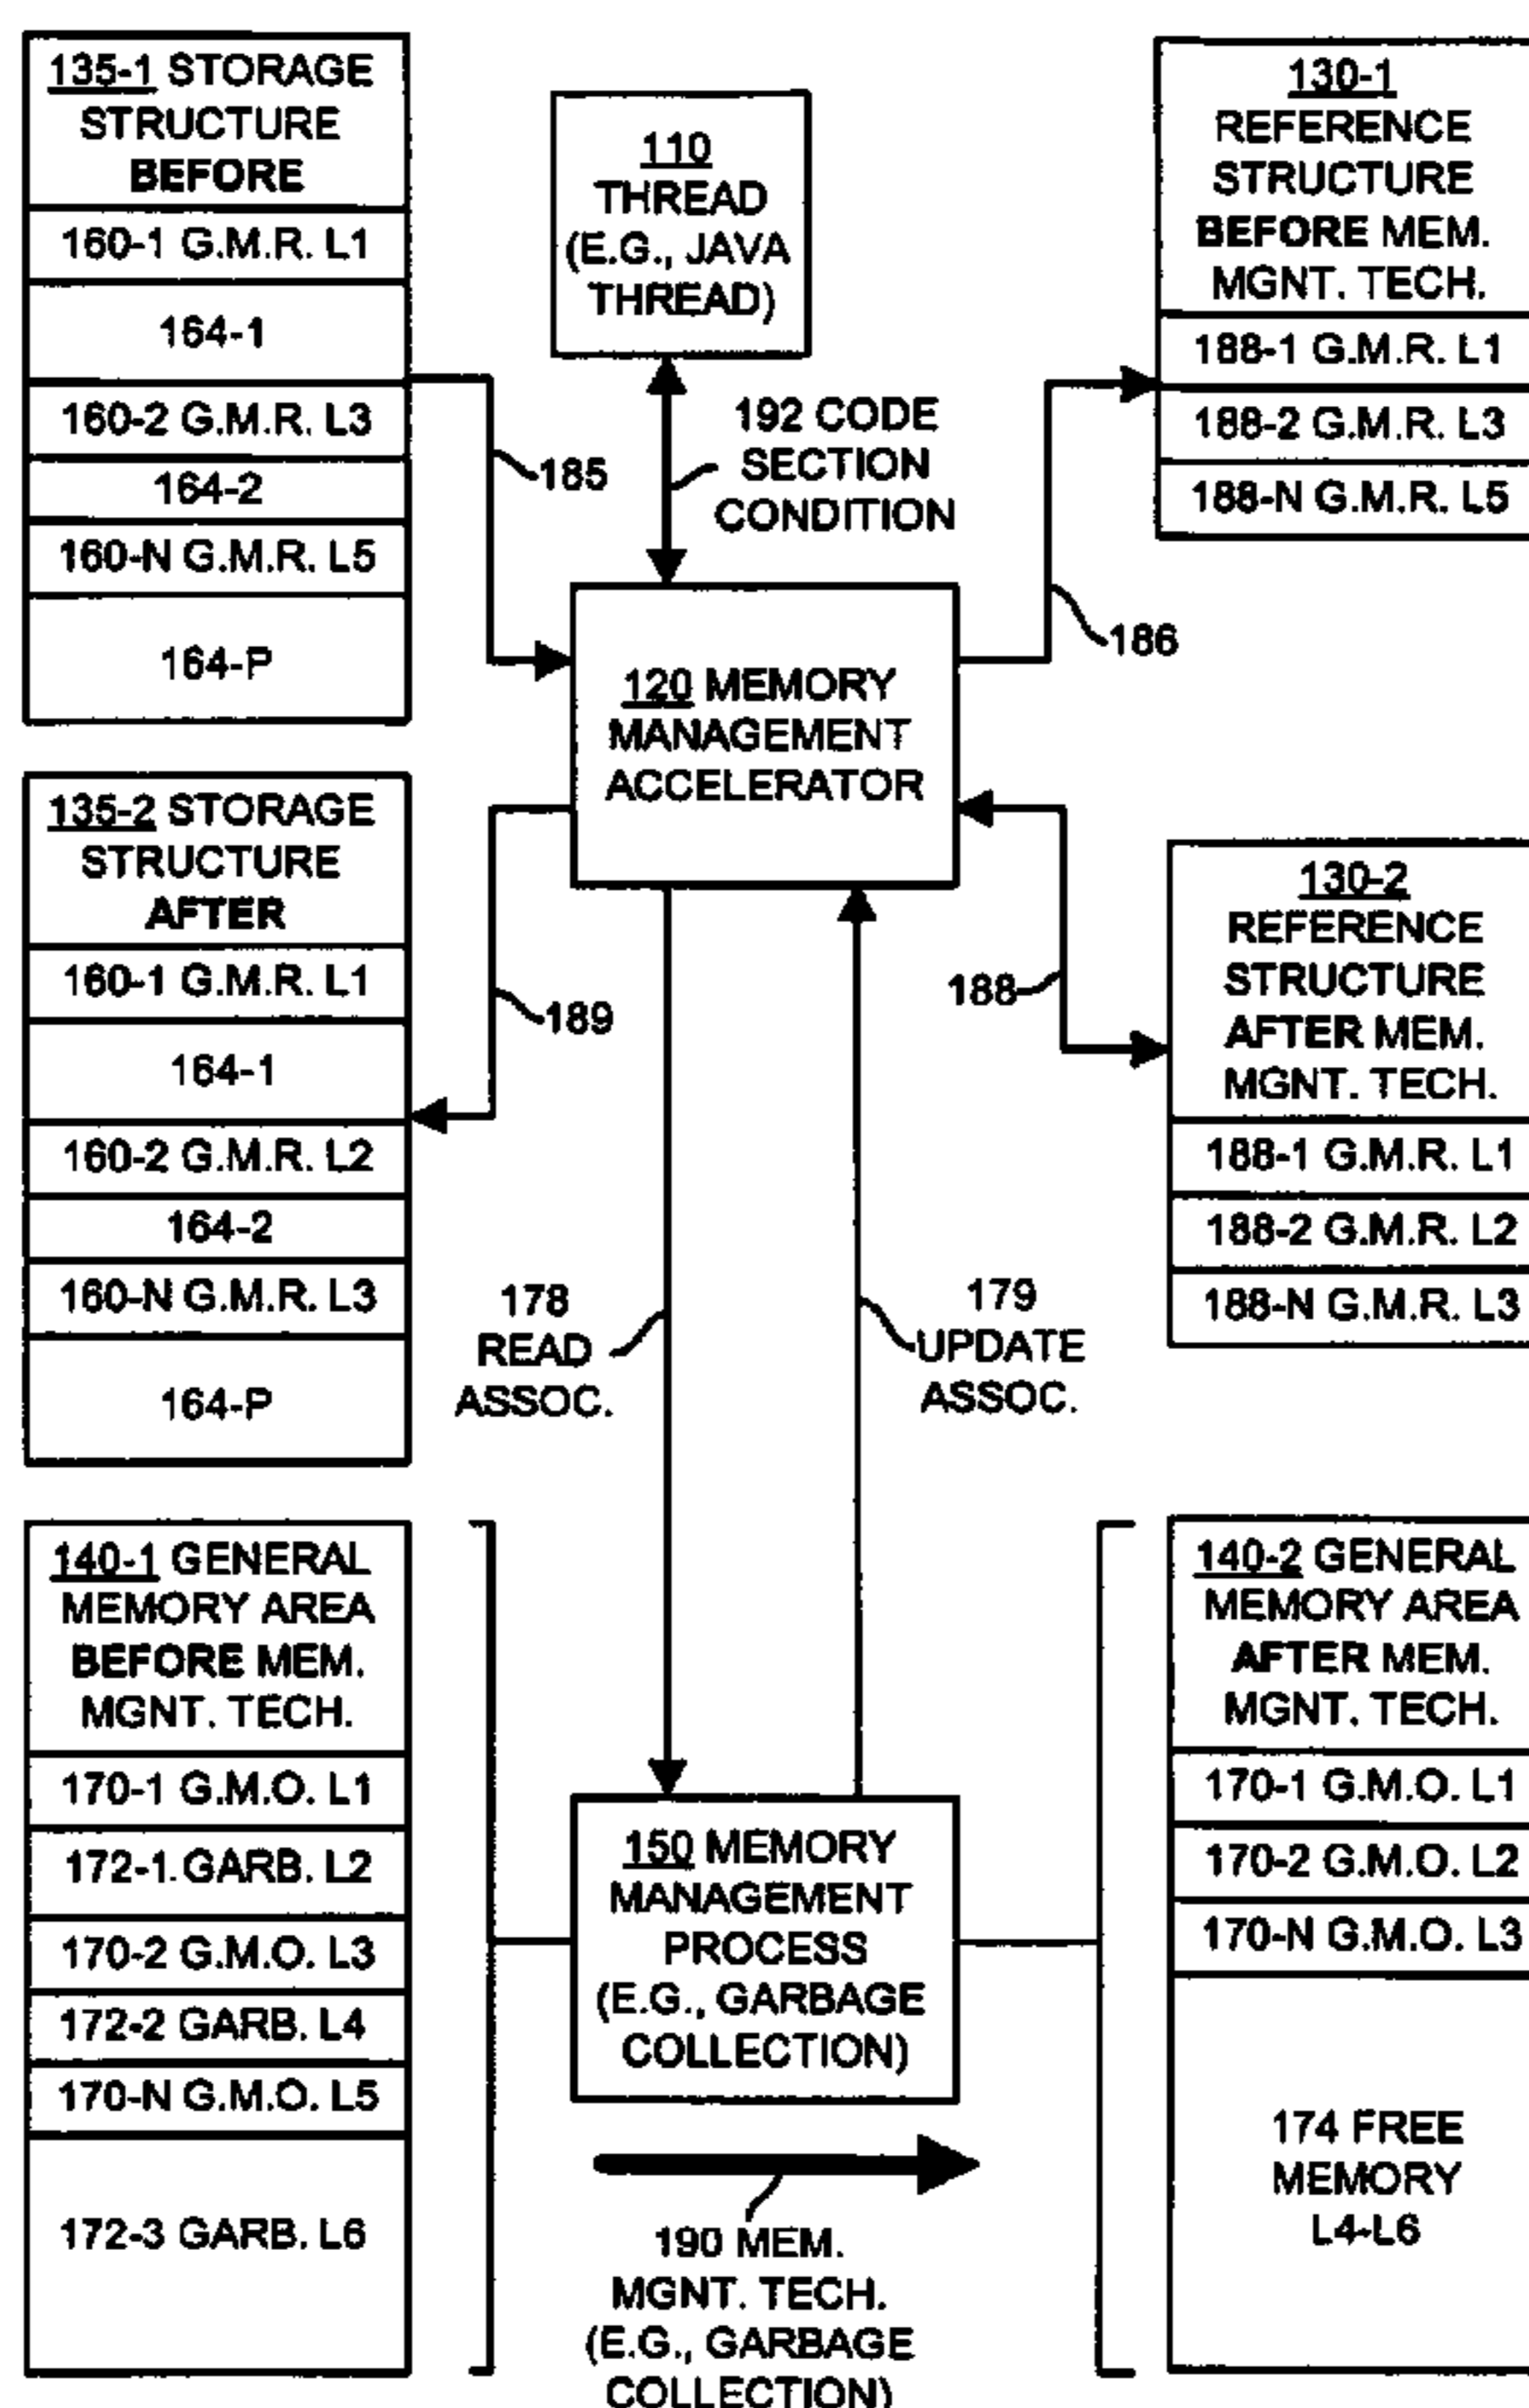 135-1 STORAGE
STRUCTURE
BEFORE
160-1 G.M.R. L1
164-1
160-2 G.M.R. L3
164-2
160-N G.M.R. L5
164-P
110
THREAD
(E.G., JAVA
THREAD)
192 CODE
SECTION
CONDITION
185
130-1
REFERENCE
STRUCTURE
BEFORE MEM.
MGNT. TECH.
188-1 G.M.R. L1
188-2 G.M.R. L3
188-N G.M.R. L5
186
120 MEMORY
MANAGEMENT
ACCELERATOR
135-2 STORAGE
STRUCTURE
AFTER
160-1 G.M.R. L1
164-1
160-2 G.M.R. L2
164-2
160-N G.M.R. L3
164-P
189
188
130-2
REFERENCE
STRUCTURE
AFTER MEM.
MGNT. TECH.
188-1 G.M.R. L1
188-2 G.M.R. L2
188-N G.M.R. L3
178
READ
ASSOC.
179
UPDATE
ASSOC.
140-1 GENERAL
MEMORY AREA
BEFORE MEM.
MGNT. TECH.
170-1 G.M.O. L1
172-1. GARB. L2
170-2 G.M.O. L3
172-2 GARB. L4
170-N G.M.O. L5
172-3 GARB. L6
150 MEMORY
MANAGEMENT
PROCESS
(E.G., GARBAGE
COLLECTION)
190 MEM.
MGNT. TECH.
(E.G., GARBAGE
COLLECTION)
140-2 GENERAL
MEMORY AREA
AFTER MEM.
MGNT. TECH.
170-1 G.M.O. L1
170-2 G.M.O. L2
170-N G.M.O. L3
174 FREE
MEMORY
L4-L6